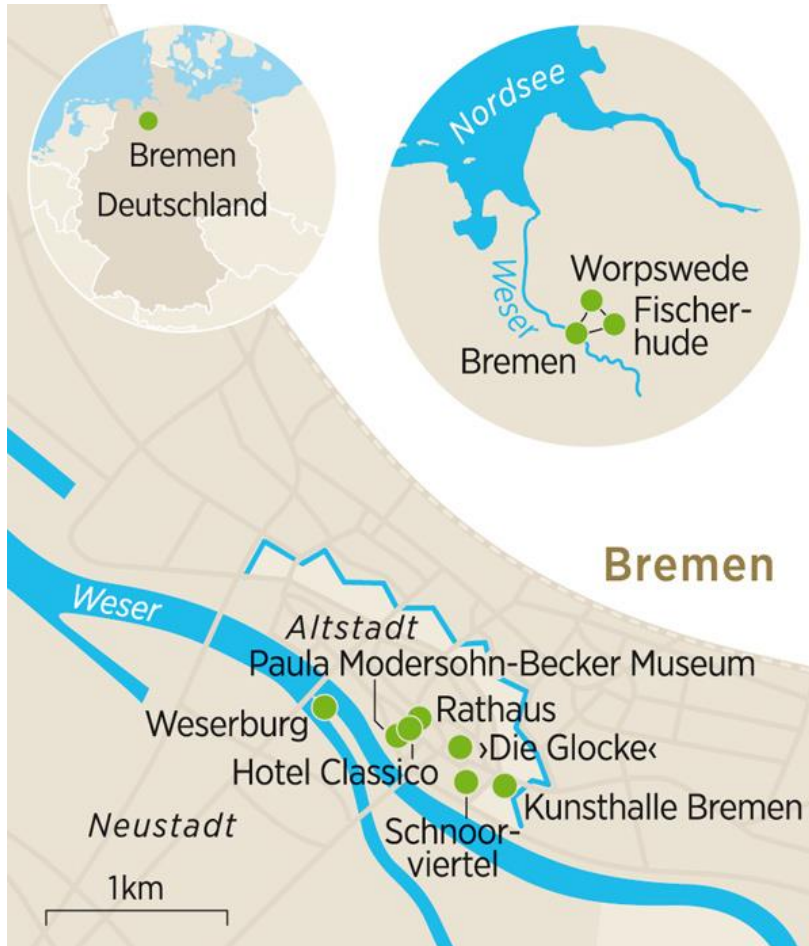 Bremen
Deutschland
Nordsee
Weser
Worpswede
Fischer-
hude
Bremen
Bremen
Weser
Altstadt
Paula Modersohn-Becker Museum
Rathaus
Weserburg
›Die Glocke‹
Hotel Classico
Kunsthalle Bremen
Schnoor-
viertel
Neustadt
1km